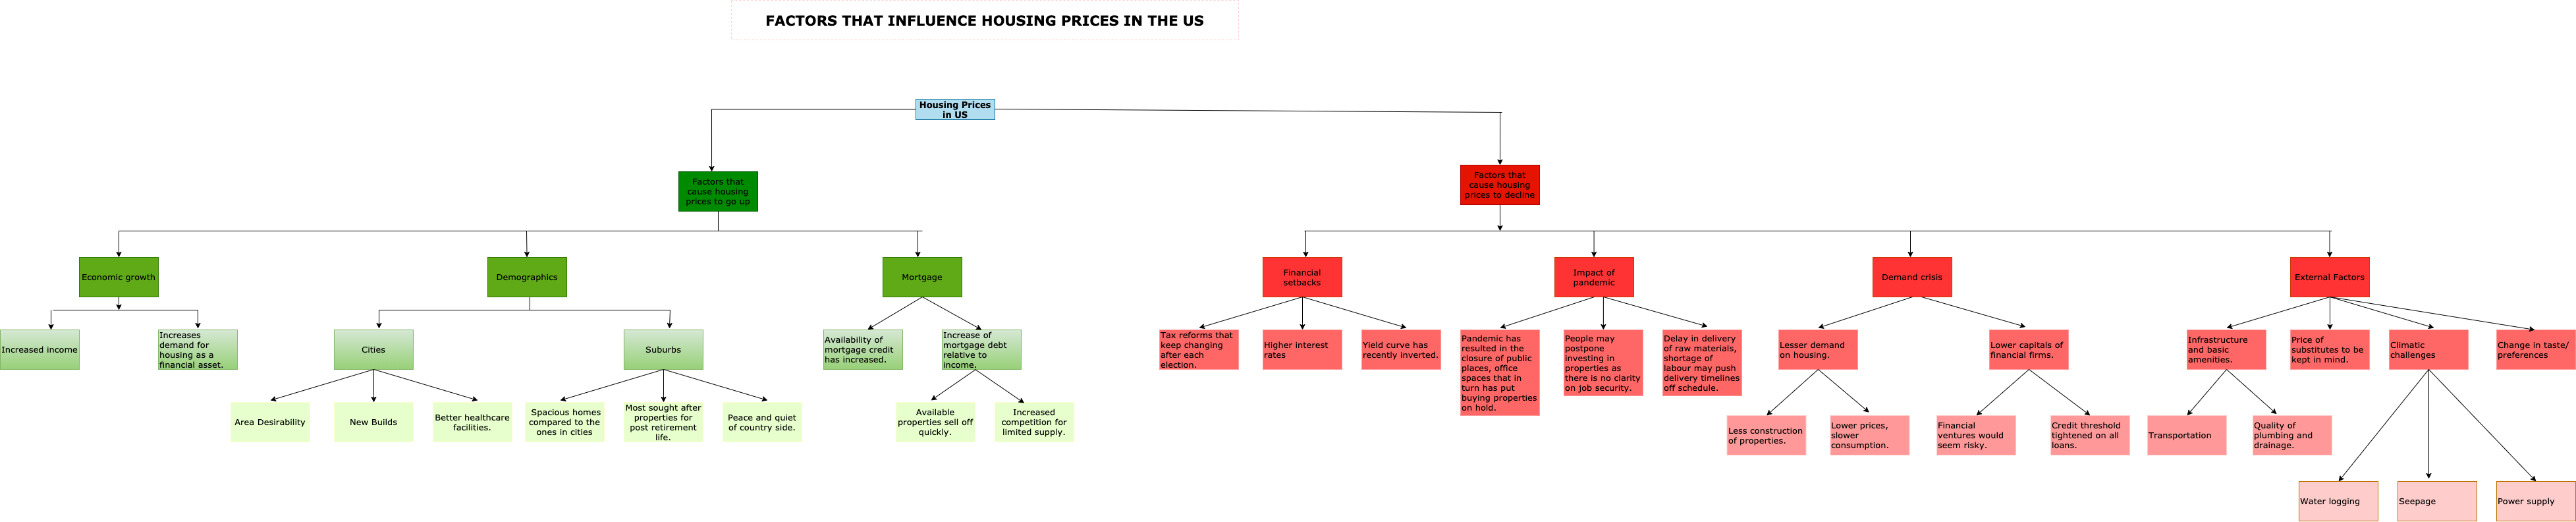 FACTORS THAT INFLUENCE HOUSING PRICES IN THE US
Housing Prices
in US
Factors that
cause housing
prices to go up
Factors that
cause housing
prices to decline
Economic growth
Demographics
Mortgage
Financial
setbacks
Impact of
pandemic
Demand crisis
External Factors
Increased income
Increases
demand for
housing as a
financial asset.
Cities
Suburbs
Availability of
mortgage credit
has increased.
Increase of
mortgage debt
relative to
income.
Tax reforms that
keep changing
after each
election.
Higher interest
rates
Yield curve has
recently inverted.
Pandemic has
resulted in the
closure of public
places, office
spaces that in
turn has put
buying properties
on hold.
People may
postpone
investing in
properties as
there is no clarity
on job security.
Delay in delivery
of raw materials,
shortage of
labour may push
delivery timelines
off schedule.
Lesser demand
on housing.
Lower capitals of
financial firms.
Infrastructure
and basic
amenities.
Price of
substitutes to be
kept in mind.
Climatic
challenges
Change in taste/
preferences
Area Desirability
New Builds
Better healthcare
facilities.
Spacious homes
compared to the
ones in cities
Most sought after
properties for
post retirement
life.
Peace and quiet
of country side.
Available
properties sell off
quickly.
Increased
competition for
limited supply.
Less construction
of properties.
Lower prices,
slower
consumption.
Financial
ventures would
seem risky.
Credit threshold
tightened on all
loans.
Transportation
Quality of
plumbing and
drainage.
Water logging
Seepage
Power supply